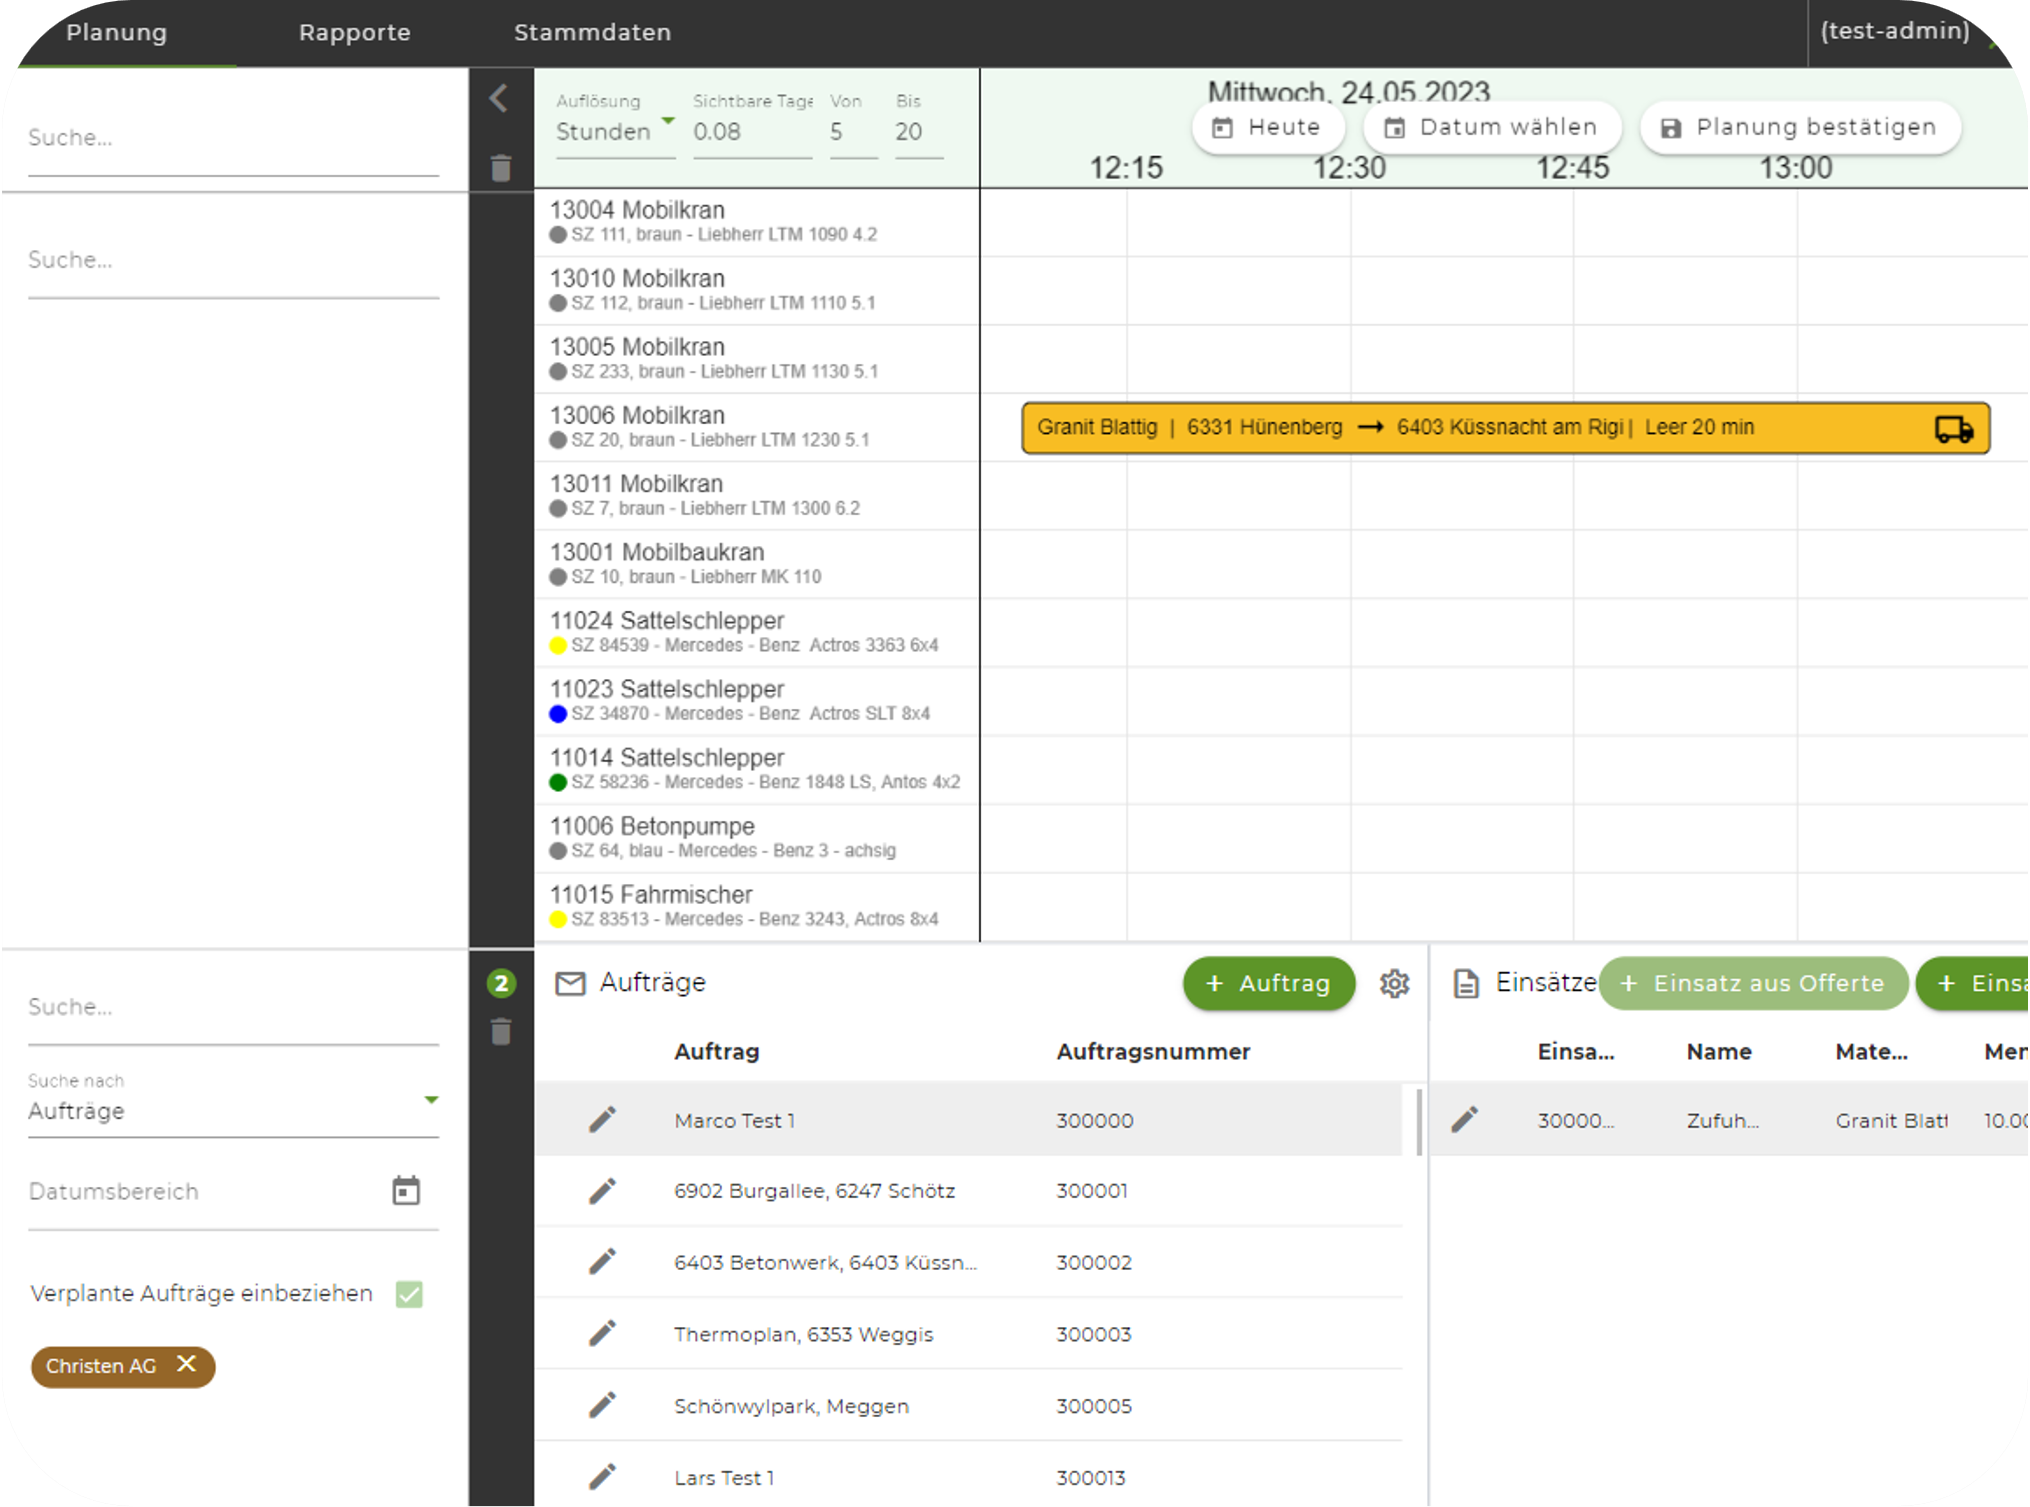 Planung Rapporte Stammdaten (test-admin)
Suche...
Suche...
Auflösung Sichtbare Tage Von Bis
Stunden 0.08 5 20
Mittwoch, 24.05.2023
Heute Datum wählen Planung bestätigen
12:15 12:30 12:45 13:00
13004 Mobilkran
SZ 111, braun - Liebherr LTM 1090 4.2
13010 Mobilkran
SZ 112, braun - Liebherr LTM 1110 5.1
13005 Mobilkran
SZ 233, braun - Liebherr LTM 1130 5.1
13006 Mobilkran
SZ 20, braun - Liebherr LTM 1230 5.1
Granit Blattig | 6331 Hünenberg → 6403 Küssnacht am Rigi | Leer 20 min
13011 Mobilkran
SZ 7, braun - Liebherr LTM 1300 6.2
13001 Mobilbaukran
SZ 10, braun - Liebherr MK 110
11024 Sattelschlepper
SZ 84539 - Mercedes - Benz Actros 3363 6x4
11023 Sattelschlepper
SZ 34870 - Mercedes - Benz Actros SLT 8x4
11014 Sattelschlepper
SZ 58236 - Mercedes - Benz 1848 LS, Antos 4x2
11006 Betonpumpe
SZ 64, blau - Mercedes - Benz 3 - achsig
11015 Fahrmischer
SZ 83513 - Mercedes - Benz 3243, Actros 8x4
Suche...
Suche nach
Aufträge
Datumsbereich
Verplante Aufträge einbeziehen
Christen AG ✕
2
Aufträge + Auftrag
Auftrag Auftragsnummer
Marco Test 1 300000
6902 Burgallee, 6247 Schötz 300001
6403 Betonwerk, 6403 Küssn... 300002
Thermoplan, 6353 Weggis 300003
Schönwylpark, Meggen 300005
Lars Test 1 300013
Einsätze + Einsatz aus Offerte + Einsa
Einsa... Name Mate... Men
30000... Zufuh... Granit Blatt 10.00